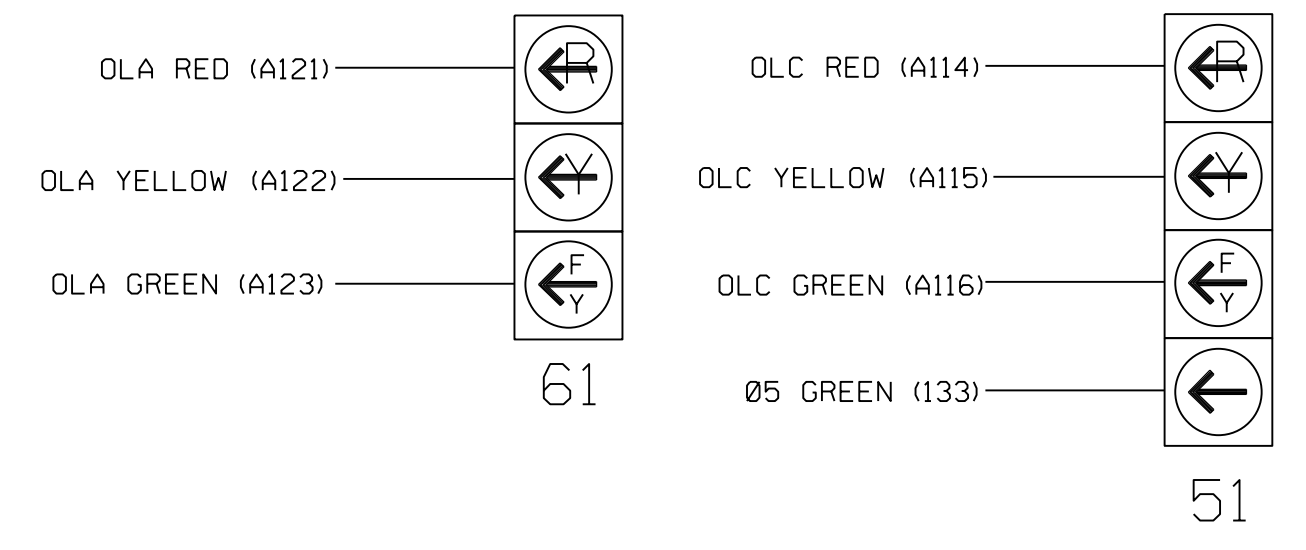 OLA RED (A121)
R
OLA YELLOW (A122)
Y
OLA GREEN (A123)
F
Y
61
OLC RED (A114)
R
OLC YELLOW (A115)
Y
OLC GREEN (A116)
F
Y
Ø5 GREEN (133)
51